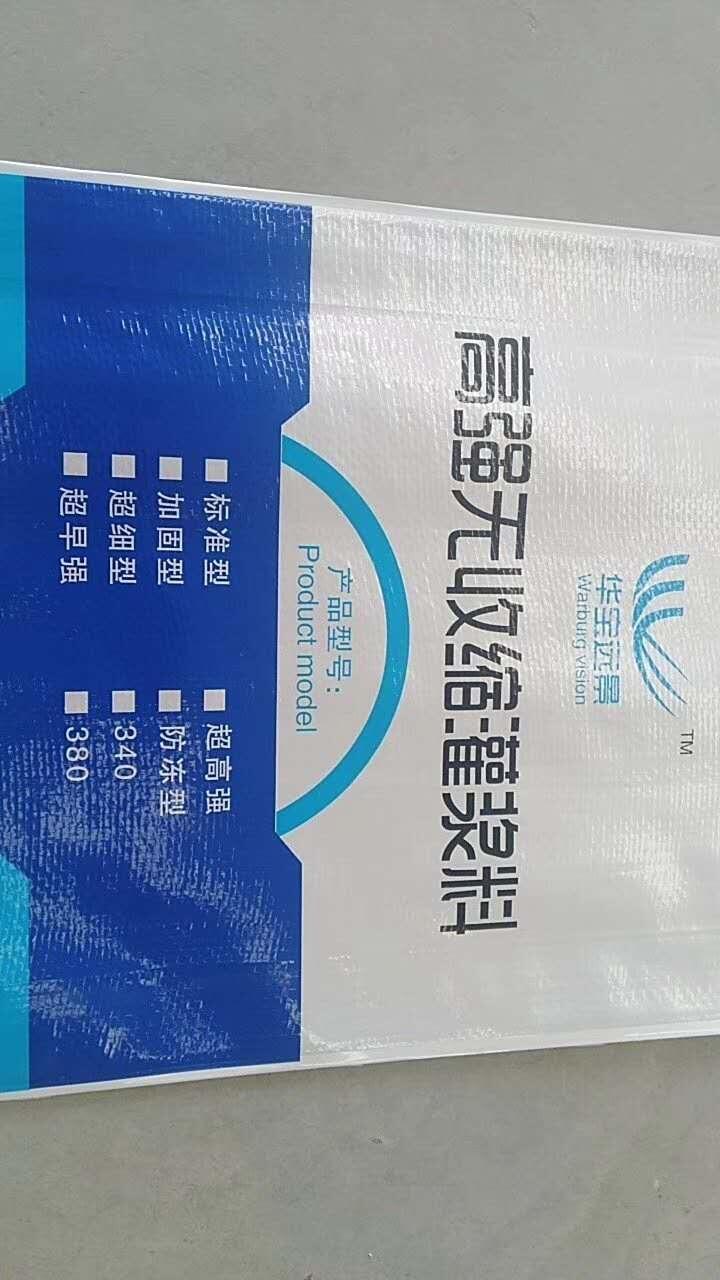 TM
华宝远景
Warburg vision
高强无收缩灌浆料
产品型号：
Product model
标准型 超高强
加固型 防冻型
超细型 340
超早强 380